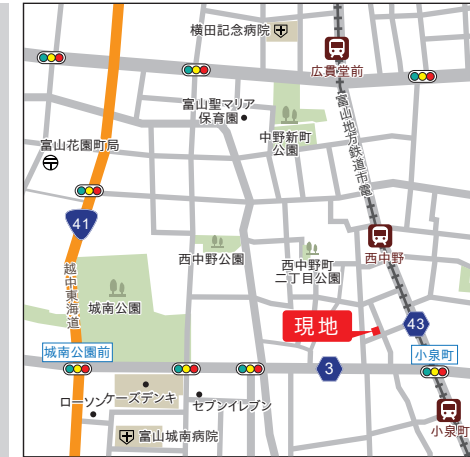 横田記念病院
広貫堂前
富山聖マリア
保育園
中野新町
公園
富山地方鉄道市電
富山花園町局
41
越中東海道
西中野公園
西中野町
二丁目公園
西中野
城南公園
現地
43
城南公園前
3
小泉町
ローソン
ケーズデンキ
セブンイレブン
小泉町
富山城南病院